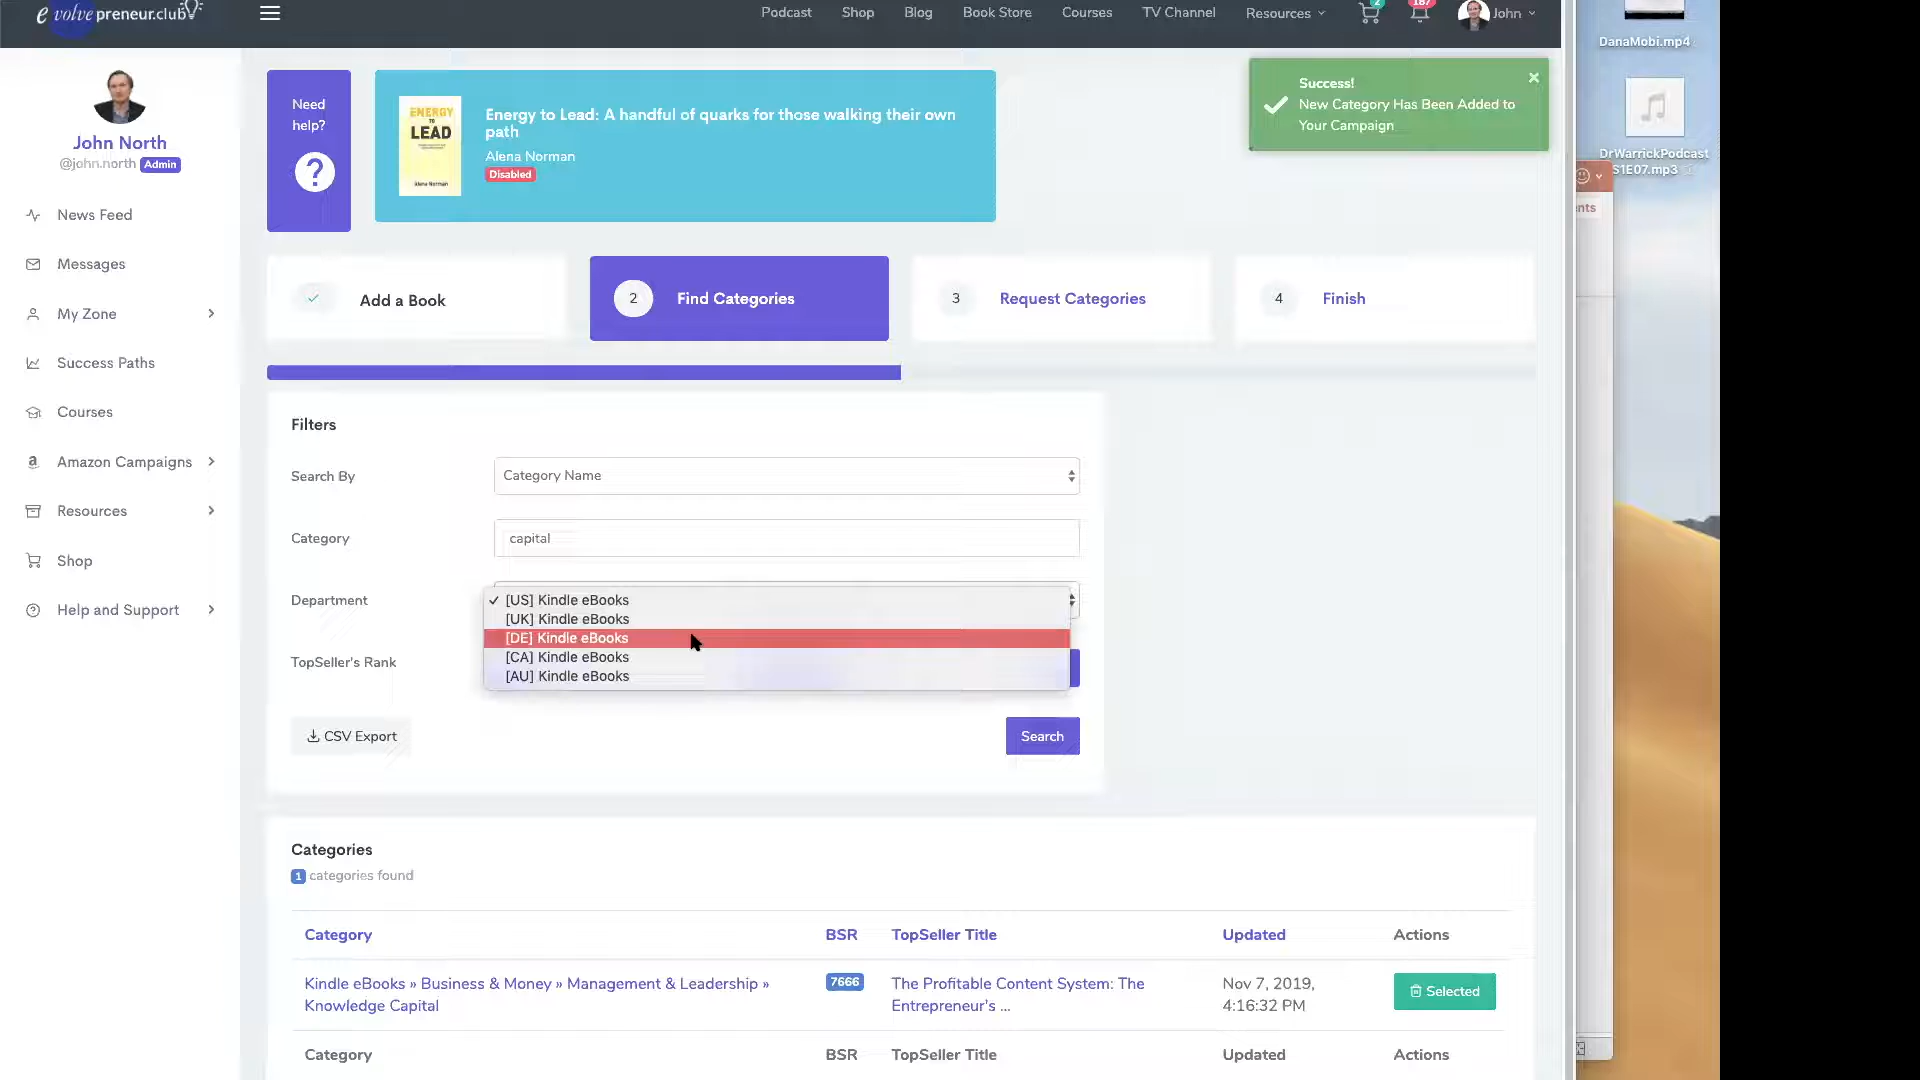 evolvepreneur.club
Podcast
Shop
Blog
Book Store
Courses
TV Channel
Resources
2
187
John
John North
@john.north Admin
News Feed
Messages
My Zone
Success Paths
Courses
Amazon Campaigns
Resources
Shop
Help and Support
Need
help?
?
ENERGY
TO
LEAD
Alena Norman
Energy to Lead: A handful of quarks for those walking their own
path
Alena Norman
Disabled
Success!
New Category Has Been Added to
Your Campaign
Add a Book
2 Find Categories
3 Request Categories
4 Finish
Filters
Search By
Category Name
Category
capital
Department
[US] Kindle eBooks
[UK] Kindle eBooks
[DE] Kindle eBooks
[CA] Kindle eBooks
[AU] Kindle eBooks
TopSeller's Rank
CSV Export
Search
Categories
1 categories found
Category BSR TopSeller Title Updated Actions
Kindle eBooks » Business & Money » Management & Leadership »
Knowledge Capital
7666
The Profitable Content System: The
Entrepreneur's ...
Nov 7, 2019,
4:16:32 PM
Selected
Category BSR TopSeller Title Updated Actions
DanaMobi.mp4
DrWarrickPodcast
S1E07.mp3
ents